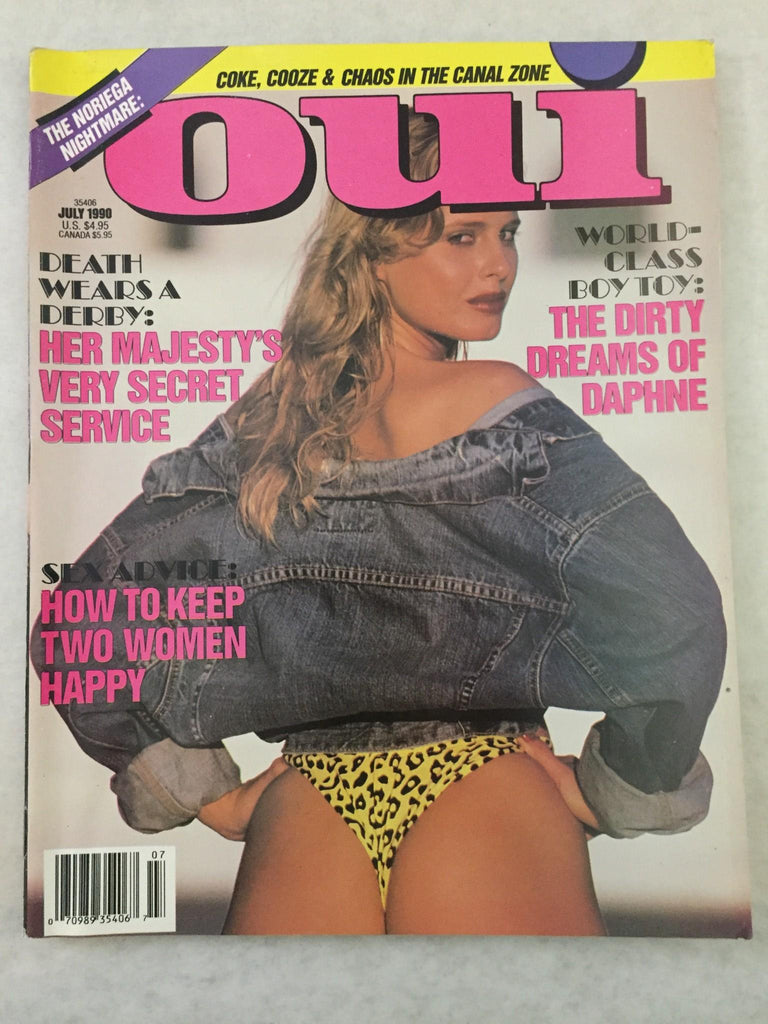 COKE, COOZE & CHAOS IN THE CANAL ZONE
THE NORIEGA
NIGHTMARE:
oui
35406
JULY 1990
U.S. $4.95
CANADA $5.95
DEATH
WEARS A
DERBY:
HER MAJESTY'S
VERY SECRET
SERVICE
WORLD-
CLASS
BOY TOY:
THE DIRTY
DREAMS OF
DAPHNE
SEX ADVICE:
HOW TO KEEP
TWO WOMEN
HAPPY
07
0 70989 35406 7